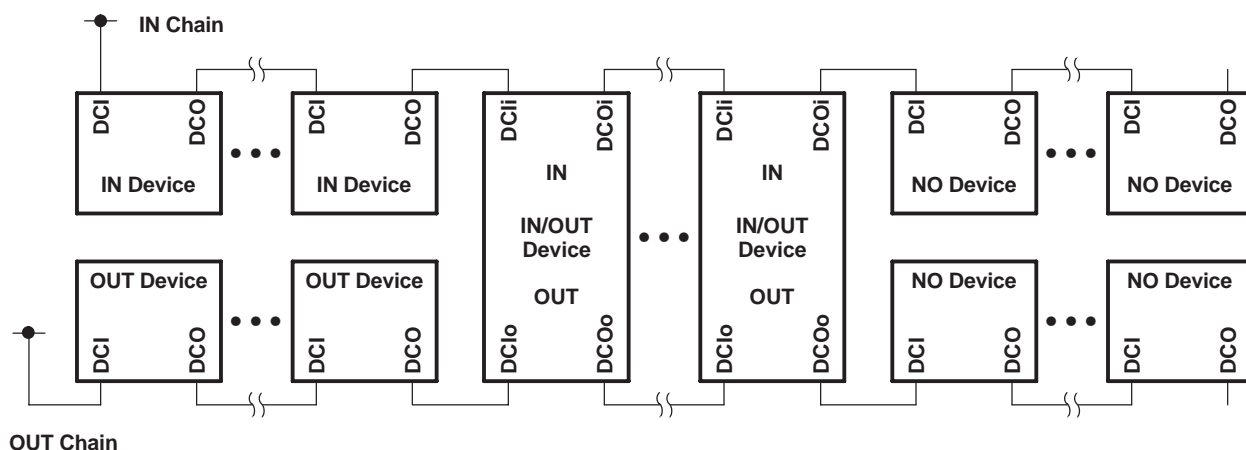 IN Chain
DCI
DCO
IN Device
DCI
DCO
IN Device
DCIi
DCOi
IN
IN/OUT
Device
OUT
DCIo
DCOo
DCIi
DCOi
IN
IN/OUT
Device
OUT
DCIo
DCOo
DCI
DCO
NO Device
DCI
DCO
NO Device
OUT Device
DCI
DCO
OUT Device
DCI
DCO
NO Device
DCI
DCO
NO Device
DCI
DCO
OUT Chain